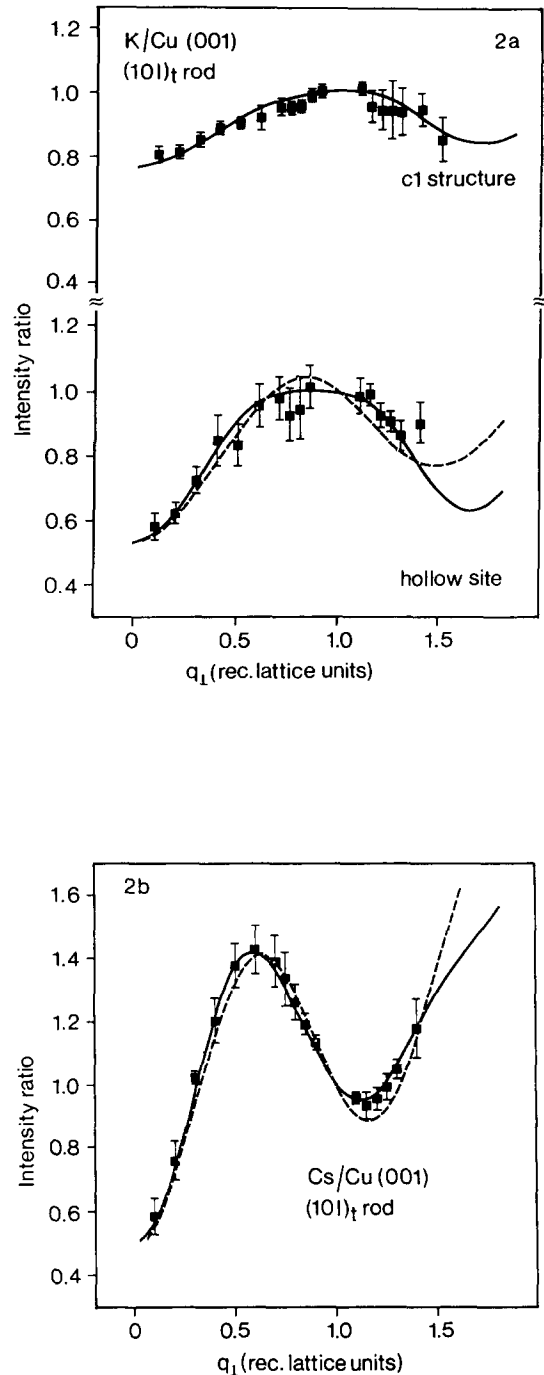 1.2
K/Cu (001)
2a
(10l)t rod
1.0
0.8
c1 structure
0.6
0.4
≈
≈
Intensity ratio
1.2
1.0
0.8
0.6
hollow site
0.4
0
0.5
1.0
1.5
q⊥(rec. lattice units)
1.6
2b
1.4
1.2
1.0
Intensity ratio
0.8
Cs/Cu (001)
(10l)t rod
0.6
0.4
0
0.5
1.0
1.5
q⊥(rec. lattice units)